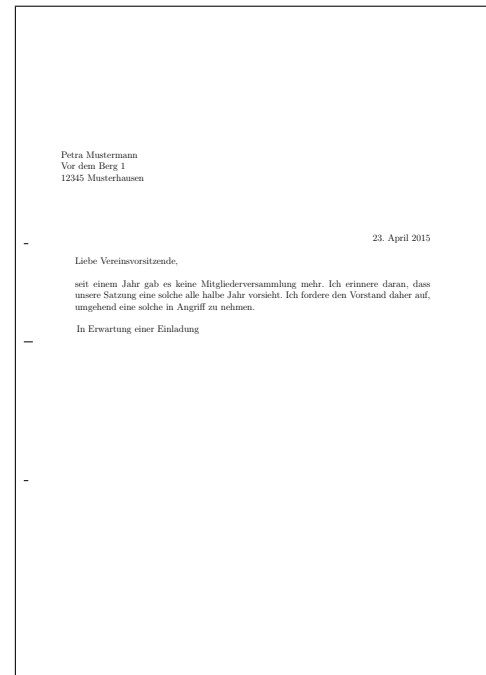 Petra Mustermann
Vor dem Berg 1
12345 Musterhausen
23. April 2015
Liebe Vereinsvorsitzende,
seit einem Jahr gab es keine Mitgliederversammlung mehr. Ich erinnere daran, dass
unsere Satzung eine solche alle halbe Jahr vorsieht. Ich fordere den Vorstand daher auf,
umgehend eine solche in Angriff zu nehmen.
In Erwartung einer Einladung